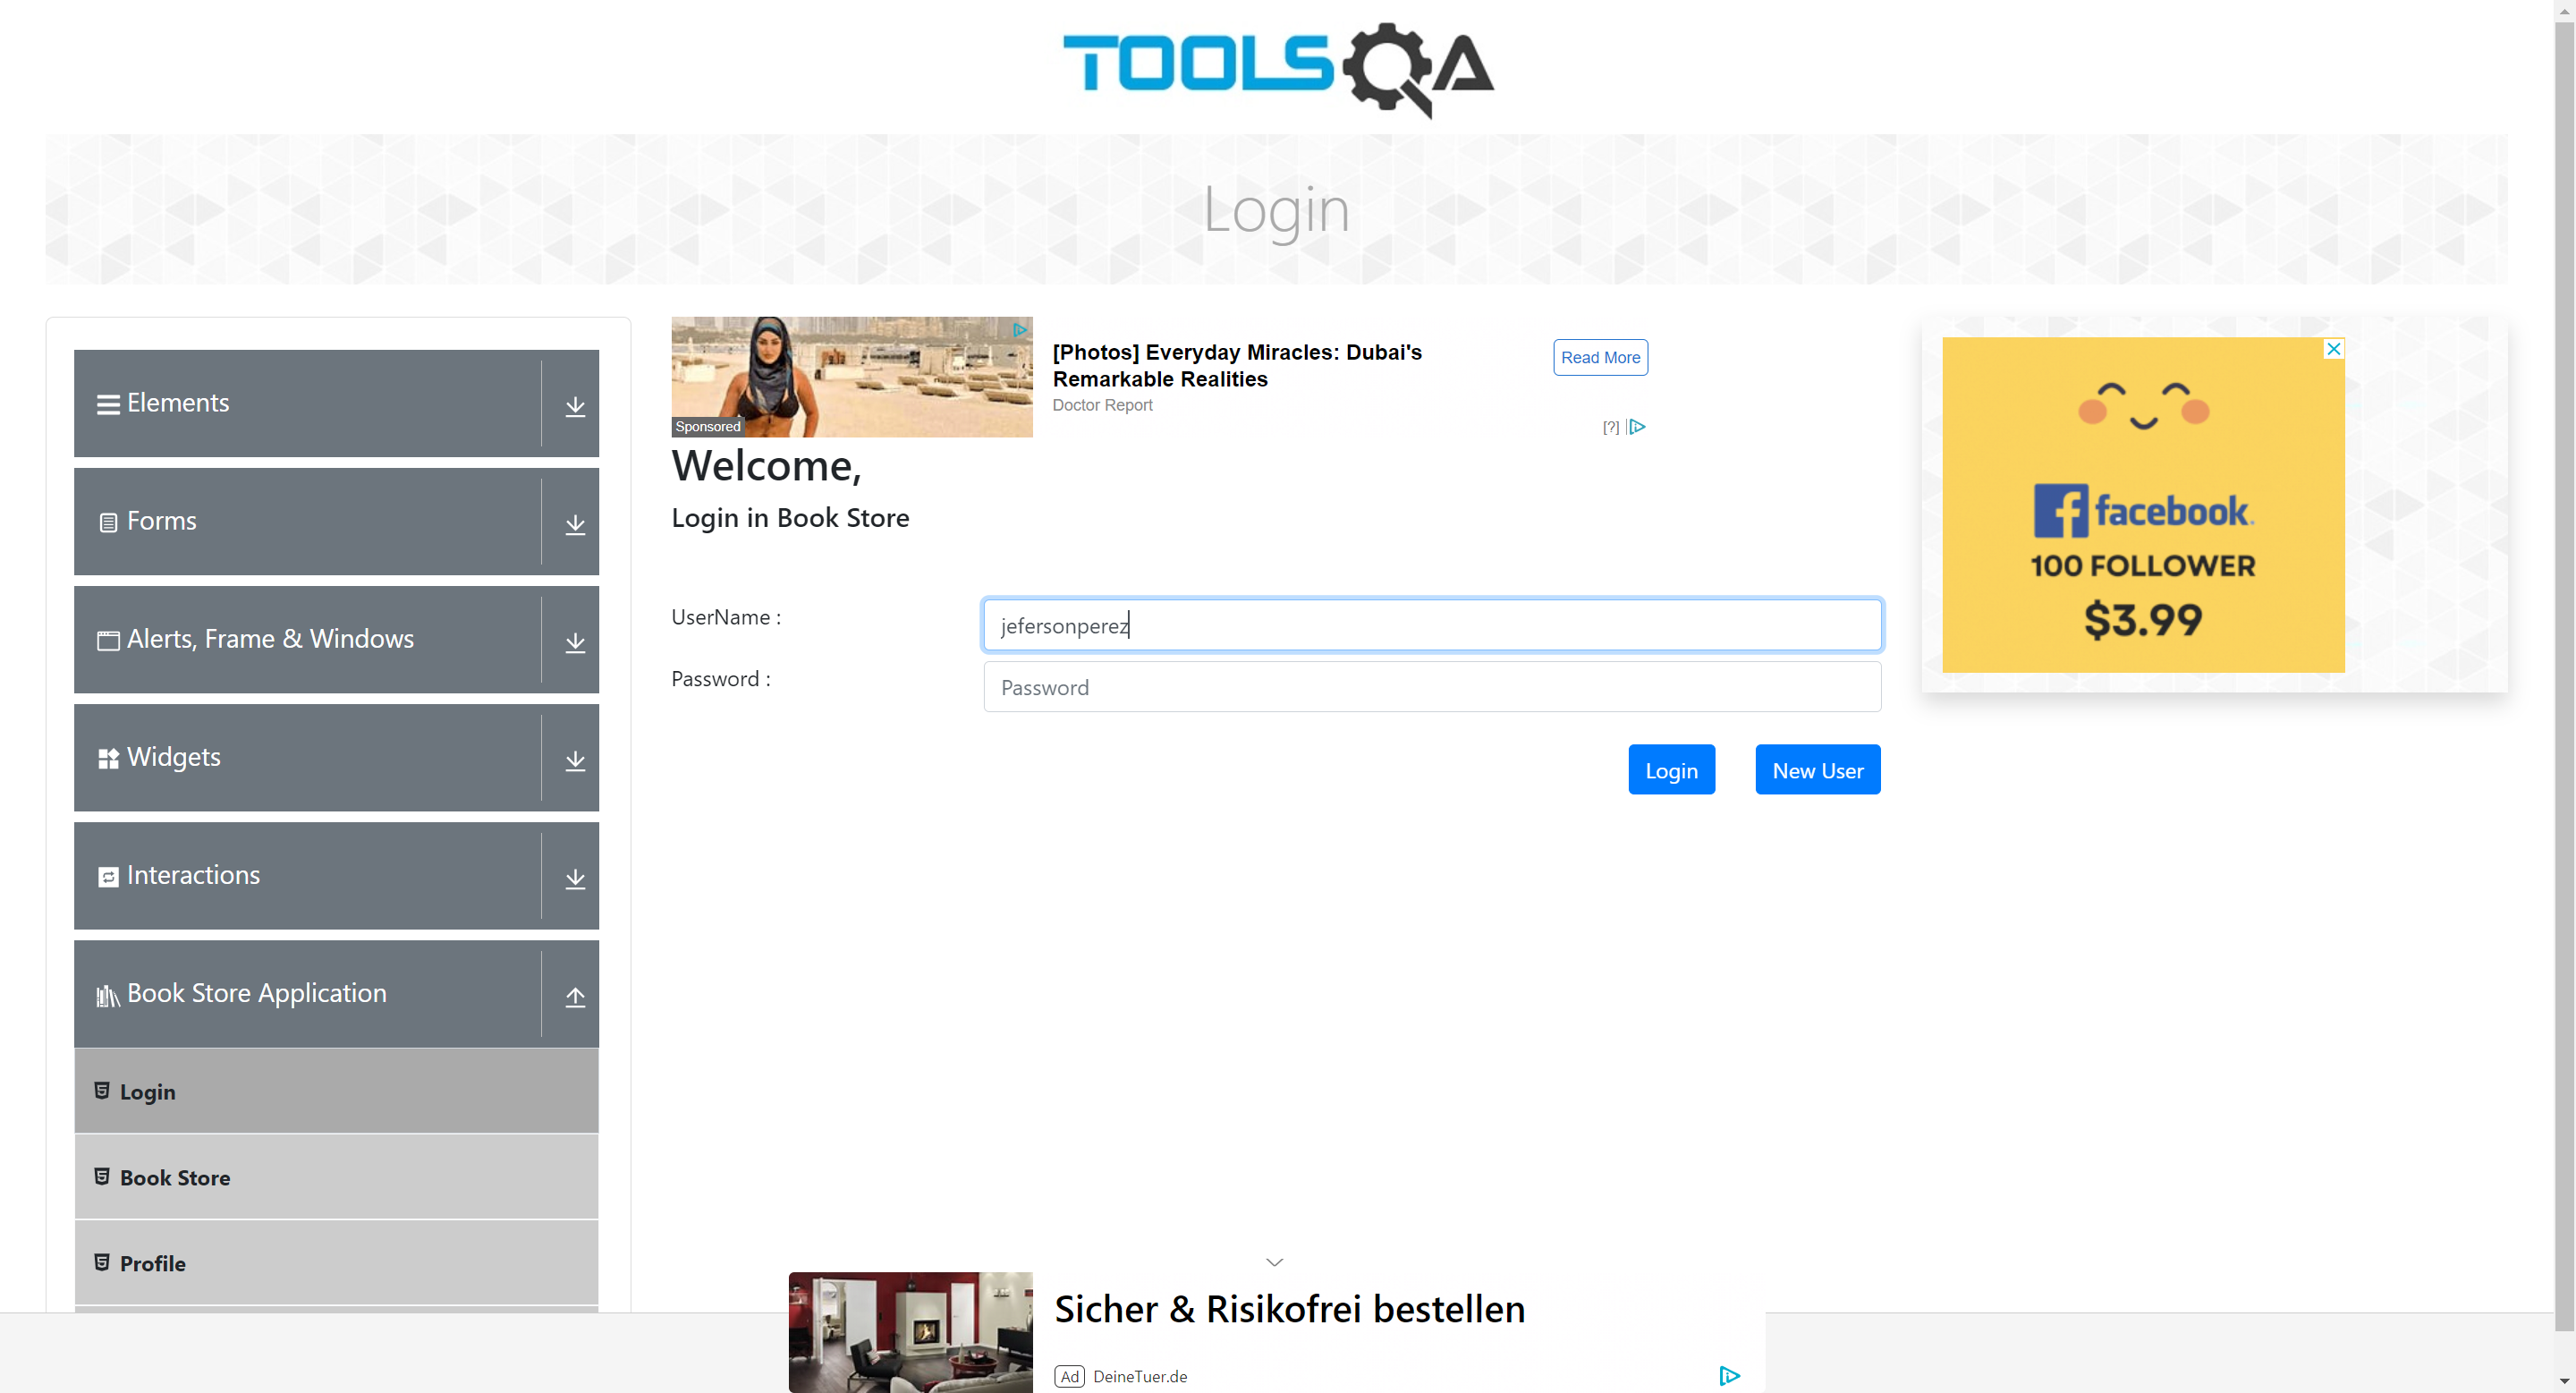 TOOLSQA
Login
Elements
Forms
Alerts, Frame & Windows
Widgets
Interactions
Book Store Application
Login
Book Store
Profile
Sponsored
[Photos] Everyday Miracles: Dubai's
Remarkable Realities
Doctor Report
Read More
[?]
Welcome,
Login in Book Store
UserName :
jefersonperez
Password :
Password
Login
New User
facebook.
100 FOLLOWER
$3.99
Sicher & Risikofrei bestellen
Ad DeineTuer.de